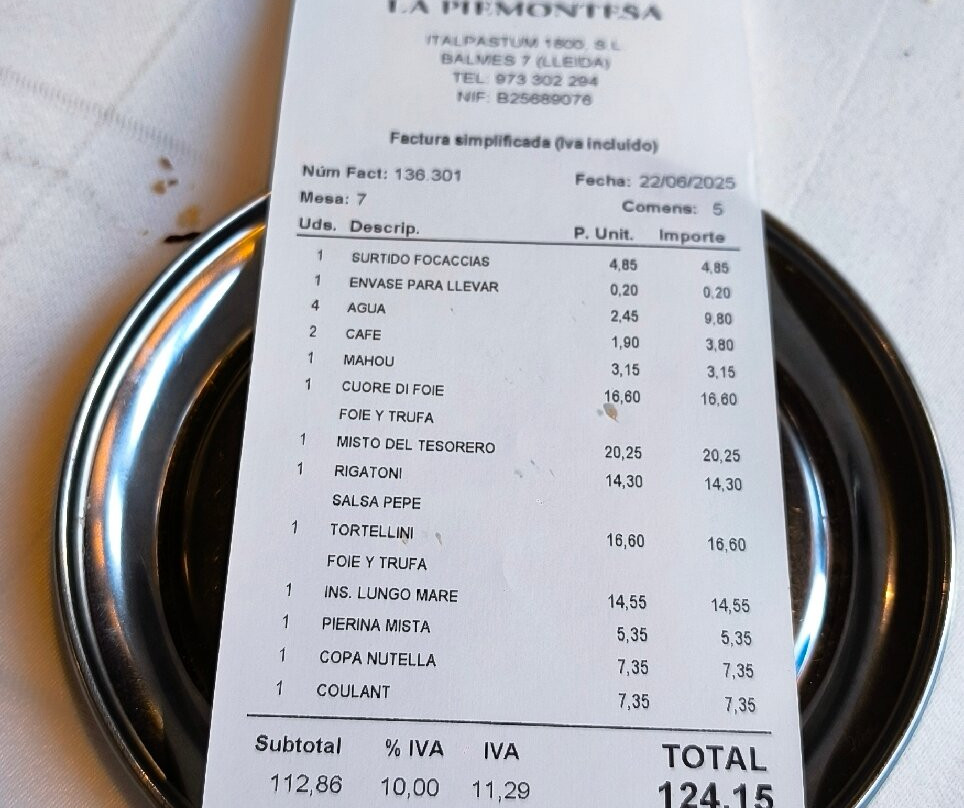 LA PIEMONTESA
ITALPASTUM 1800, S.L
BALMES 7 (LLEIDA)
TEL: 973 302 294
NIF: B25689076
Factura simplificada (Iva incluido)
Núm Fact: 136.301 Fecha: 22/06/2025
Mesa: 7 Comens: 5
Uds. Descrip. P. Unit. Importe
1 SURTIDO FOCACCIAS 4,85 4,85
1 ENVASE PARA LLEVAR 0,20 0,20
4 AGUA 2,45 9,80
2 CAFE 1,90 3,80
1 MAHOU 3,15 3,15
1 CUORE DI FOIE 16,60 16,60
FOIE Y TRUFA
1 MISTO DEL TESORERO 20,25 20,25
1 RIGATONI 14,30 14,30
SALSA PEPE
1 TORTELLINI 16,60 16,60
FOIE Y TRUFA
1 INS. LUNGO MARE 14,55 14,55
1 PIERINA MISTA 5,35 5,35
1 COPA NUTELLA 7,35 7,35
1 COULANT 7,35 7,35
Subtotal % IVA IVA TOTAL
112,86 10,00 11,29 124,15